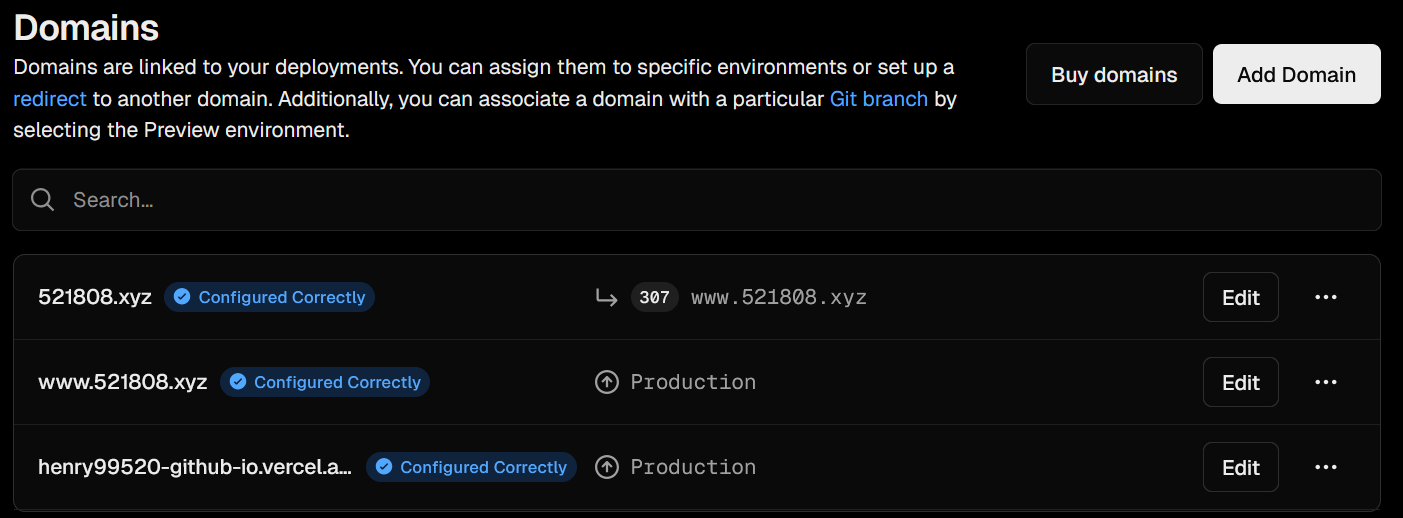 Domains
Domains are linked to your deployments. You can assign them to specific environments or set up a
redirect to another domain. Additionally, you can associate a domain with a particular Git branch by
selecting the Preview environment.
Buy domains
Add Domain
Search...
521808.xyz Configured Correctly 307 www.521808.xyz Edit
www.521808.xyz Configured Correctly Production Edit
henry99520-github-io.vercel.a... Configured Correctly Production Edit